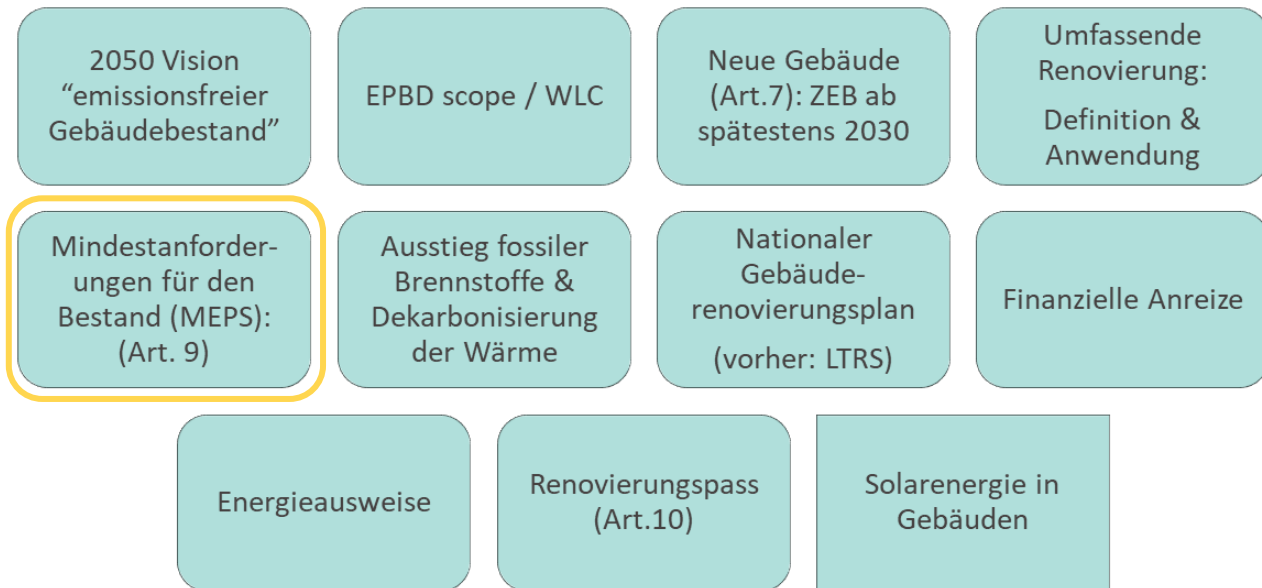 2050 Vision
“emissionsfreier
Gebäudebestand”
EPBD scope / WLC
Neue Gebäude
(Art.7): ZEB ab
spätestens 2030
Umfassende
Renovierung:
Definition &
Anwendung
Mindestanforder-
ungen für den
Bestand (MEPS):
(Art. 9)
Ausstieg fossiler
Brennstoffe &
Dekarbonisierung
der Wärme
Nationaler
Gebäude-
renovierungsplan
(vorher: LTRS)
Finanzielle Anreize
Energieausweise
Renovierungspass
(Art.10)
Solarenergie in
Gebäuden